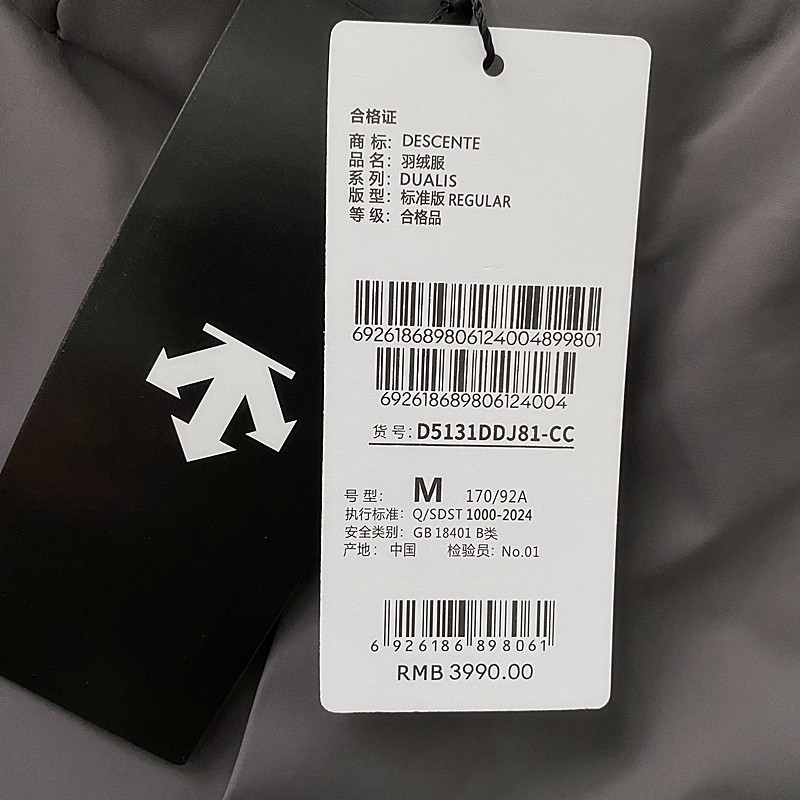 合格证
商 标: DESCENTE
品 名: 羽绒服
系 列: DUALIS
版 型: 标准版 REGULAR
等 级: 合格品
692618689806124004899801
692618689806124004
货 号: D5131DDJ81-CC
号 型: M 170/92A
执行标准: Q/SDST 1000-2024
安全类别: GB 18401 B类
产地: 中国 检验员: No.01
6 926186 898061
RMB 3990.00